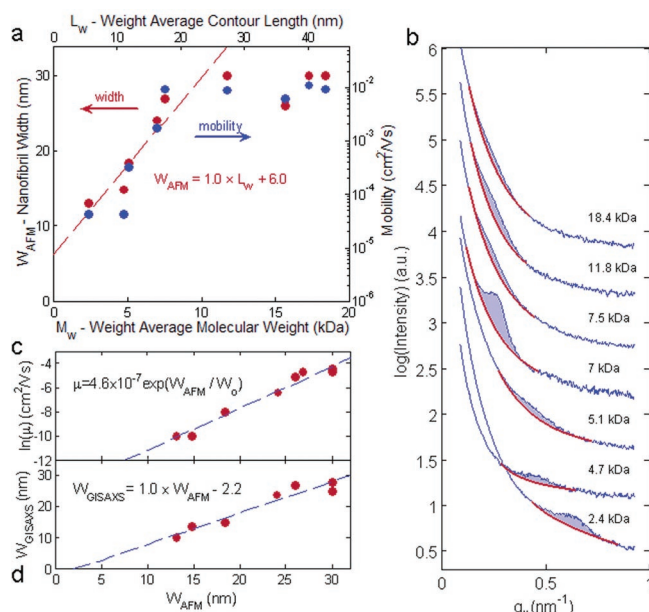 L_W - Weight Average Contour Length (nm)
a
0 10 20 30 40
W_AFM - Nanofibril Width (nm)
30
20
10
0
width
mobility
W_AFM = 1.0 × L_W + 6.0
10^-2
10^-3
10^-4
10^-5
10^-6
Mobility (cm²/Vs)
0 5 10 15 20
M_W - Weight Average Molecular Weight (kDa)
c
ln(μ) (cm²/Vs)
-4
-6
-8
-10
-12
μ=4.6x10^-7exp(W_AFM / W_o)
W_GISAXS (nm)
30
20
10
0
W_GISAXS = 1.0 × W_AFM - 2.2
0 5 10 15 20 25 30
d
W_AFM (nm)
b
log(Intensity) (a.u.)
6
5.5
5
4.5
4
3.5
3
2.5
2
1.5
1
0.5
18.4 kDa
11.8 kDa
7.5 kDa
7 kDa
5.1 kDa
4.7 kDa
2.4 kDa
0 0.5 1
(nm^-1)